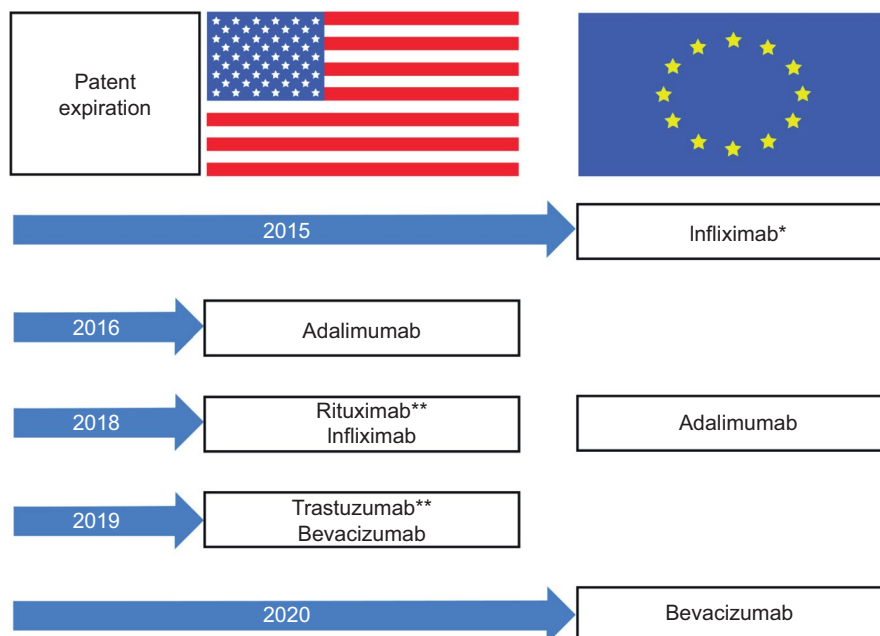 Patent
expiration
2015
Infliximab*
2016
Adalimumab
2018
Rituximab**
Infliximab
Adalimumab
2019
Trastuzumab**
Bevacizumab
2020
Bevacizumab